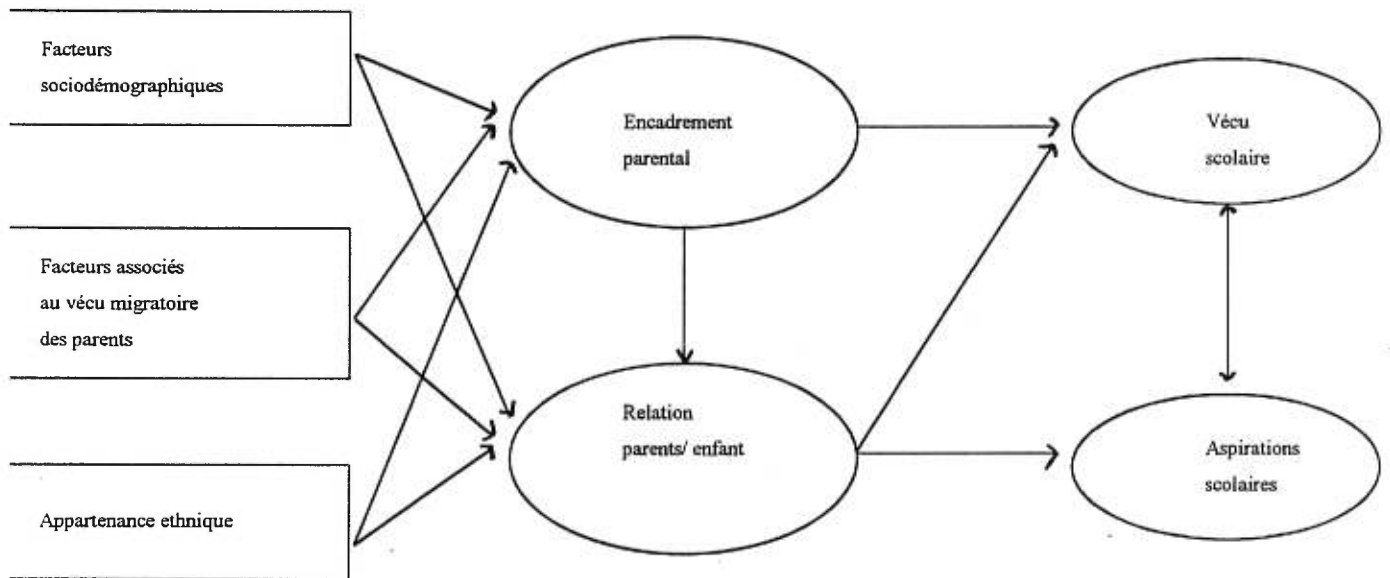 Facteurs
sociodémographiques
Facteurs associés
au vécu migratoire
des parents
Appartenance ethnique
Encadrement
parental
Relation
parents/ enfant
Vécu
scolaire
Aspirations
scolaires